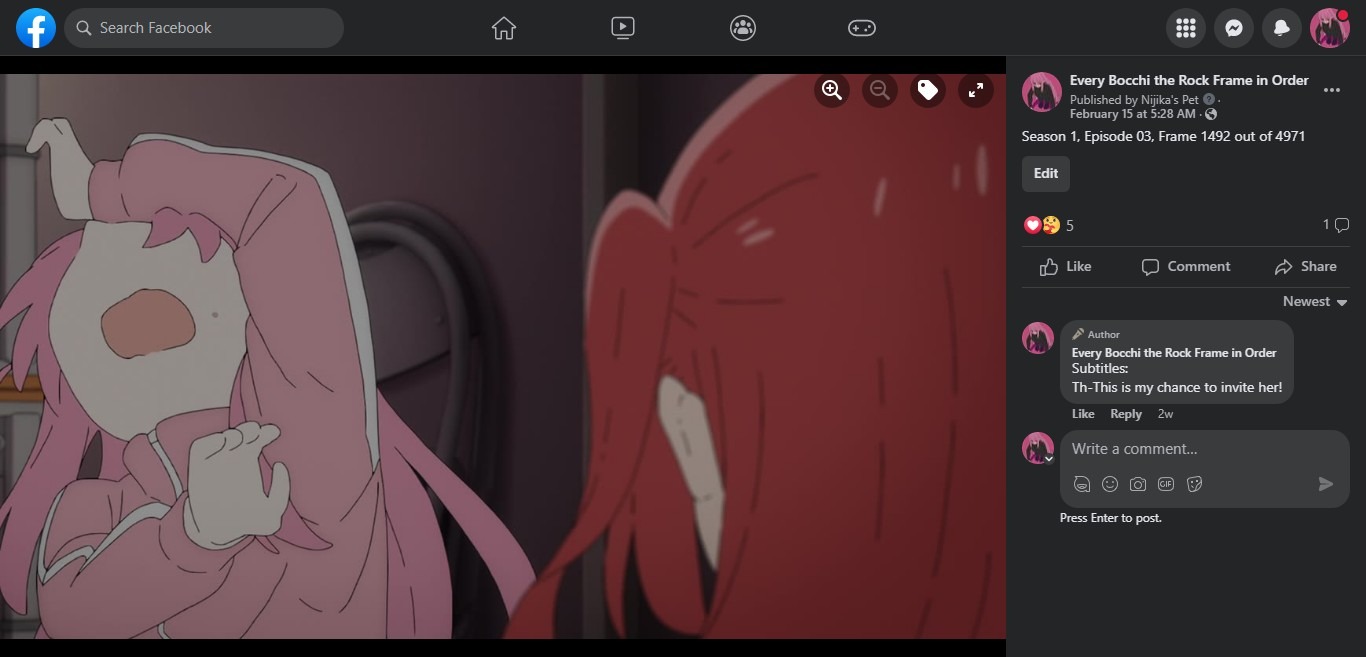 Search Facebook
Every Bocchi the Rock Frame in Order
Published by Nijika's Pet ·
February 15 at 5:28 AM ·
Season 1, Episode 03, Frame 1492 out of 4971
Edit
5
1
Like
Comment
Share
Newest
Author
Every Bocchi the Rock Frame in Order
Subtitles:
Th-This is my chance to invite her!
Like Reply 2w
Write a comment...
GIF
Press Enter to post.